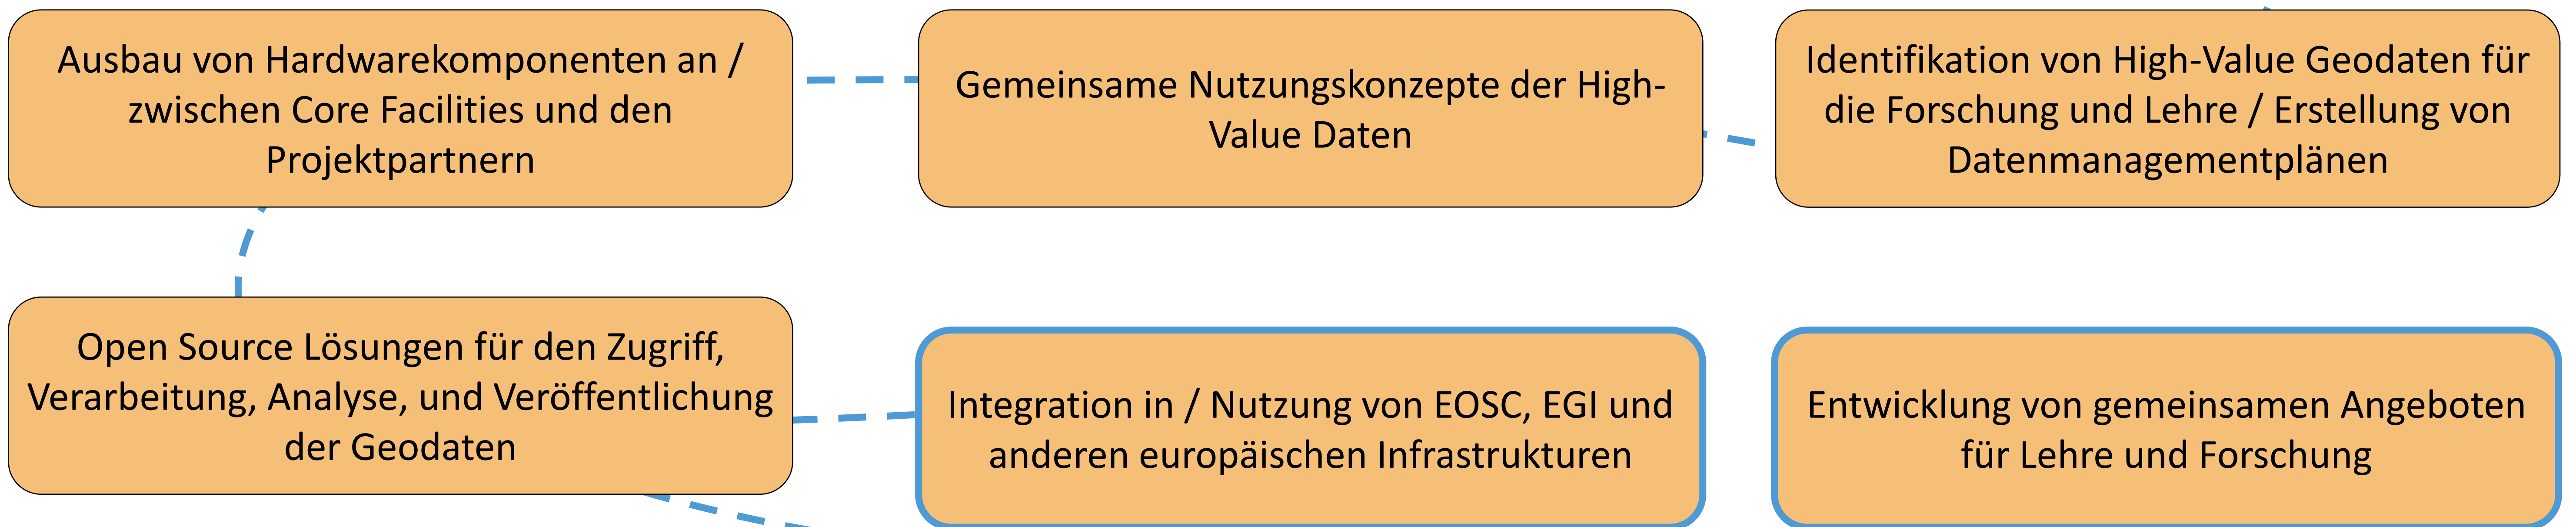 Ausbau von Hardwarekomponenten an /
zwischen Core Facilities und den
Projektpartnern
Gemeinsame Nutzungskonzepte der High-
Value Daten
Identifikation von High-Value Geodaten für
die Forschung und Lehre / Erstellung von
Datenmanagementplänen
Open Source Lösungen für den Zugriff,
Verarbeitung, Analyse, und Veröffentlichung
der Geodaten
Integration in / Nutzung von EOSC, EGI und
anderen europäischen Infrastrukturen
Entwicklung von gemeinsamen Angeboten
für Lehre und Forschung